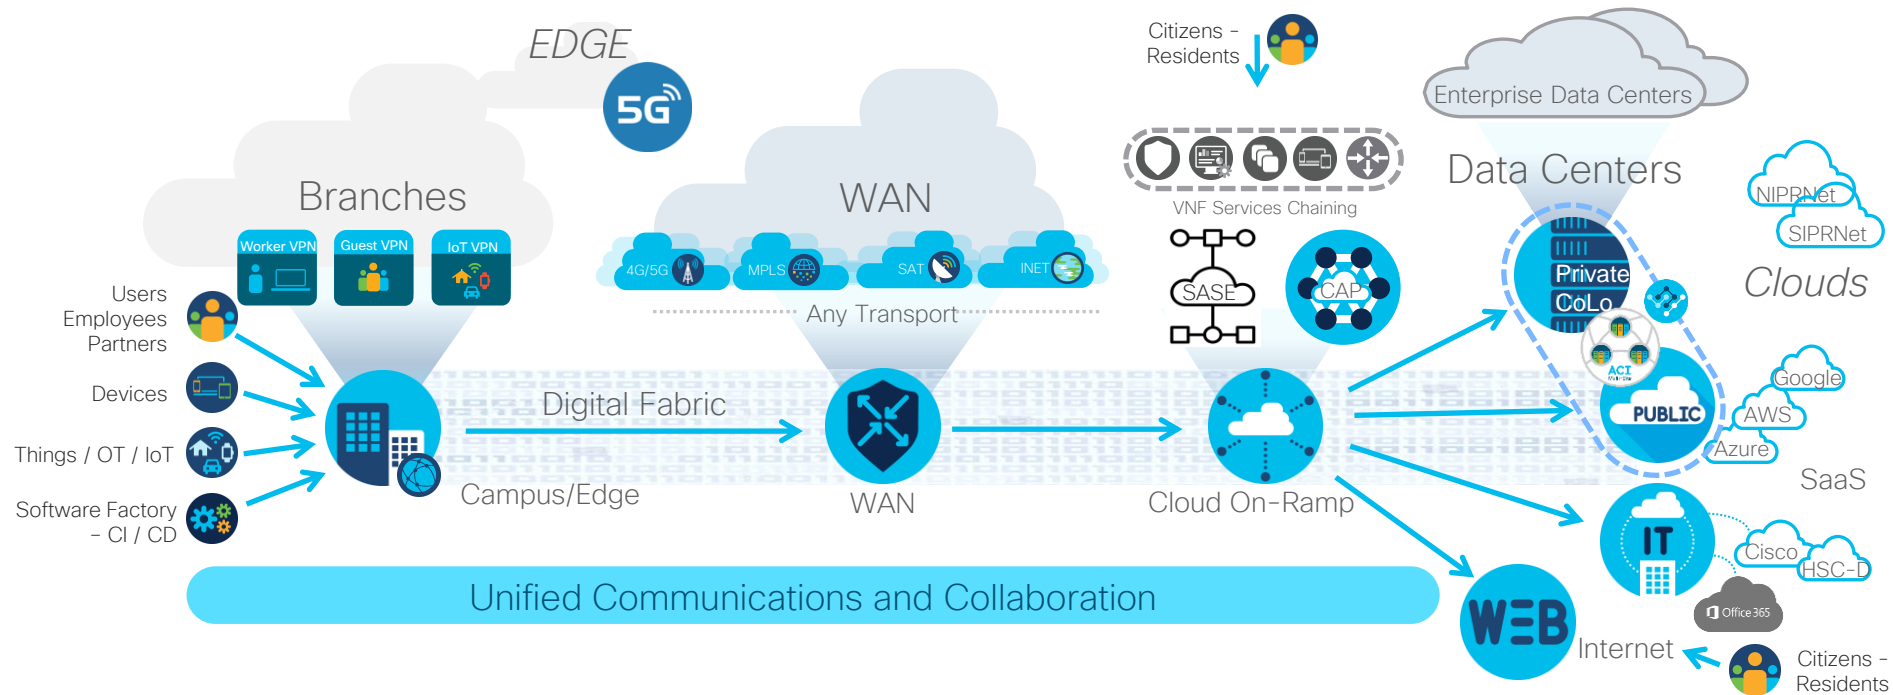 EDGE
5G
Citizens -
Residents
Enterprise Data Centers
Branches
WAN
Data Centers
NIPRNet
SIPRNet
VNF Services Chaining
Worker VPN
Guest VPN
IoT VPN
4G/5G
MPLS
SAT
INET
SASE
CAP
Private
CoLo
Clouds
Any Transport
Users
Employees
Partners
Devices
Things / OT / IoT
Software Factory
- CI / CD
Digital Fabric
Campus/Edge
WAN
Cloud On-Ramp
ACI
PUBLIC
Google
AWS
Azure
SaaS
IT
Cisco
HSC-D
Office 365
Unified Communications and Collaboration
WEB
Internet
Citizens -
Residents